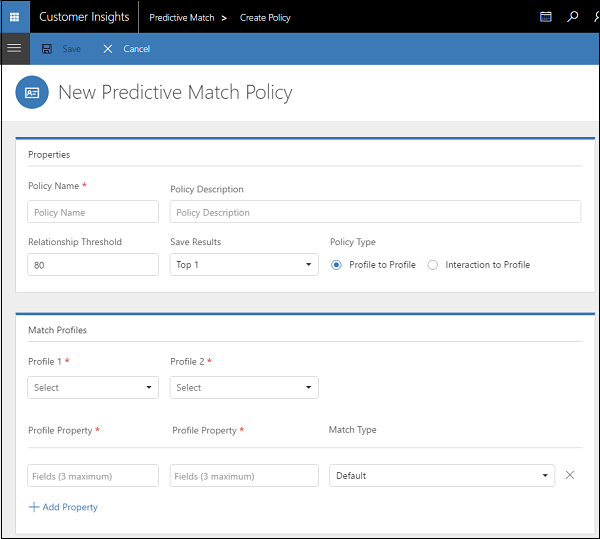 Customer Insights Predictive Match > Create Policy
Save Cancel
New Predictive Match Policy
Properties
Policy Name * Policy Description
Policy Name Policy Description
Relationship Threshold Save Results Policy Type
80 Top 1 Profile to Profile Interaction to Profile
Match Profiles
Profile 1 * Profile 2 *
Select Select
Profile Property * Profile Property * Match Type
Fields (3 maximum) Fields (3 maximum) Default
+ Add Property